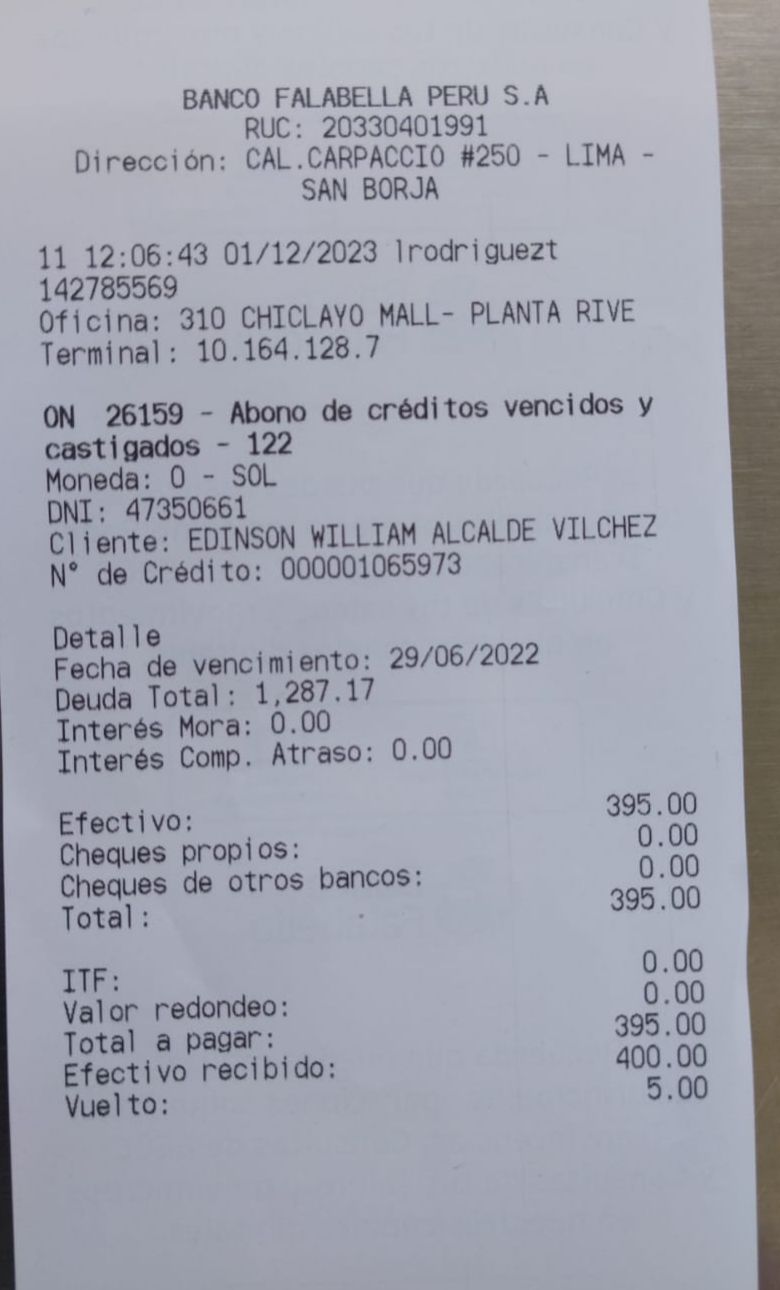 BANCO FALABELLA PERU S.A
RUC: 20330401991
Dirección: CAL.CARPACCIO #250 - LIMA -
SAN BORJA
11 12:06:43 01/12/2023 lrodriguezt
142785569
Oficina: 310 CHICLAYO MALL- PLANTA RIVE
Terminal: 10.164.128.7
ON 26159 - Abono de créditos vencidos y
castigados - 122
Moneda: 0 - SOL
DNI: 47350661
Cliente: EDINSON WILLIAM ALCALDE VILCHEZ
N° de Crédito: 000001065973
Detalle
Fecha de vencimiento: 29/06/2022
Deuda Total: 1,287.17
Interés Mora: 0.00
Interés Comp. Atraso: 0.00
Efectivo: 395.00
Cheques propios: 0.00
Cheques de otros bancos: 0.00
Total: 395.00
ITF: 0.00
Valor redondeo: 0.00
Total a pagar: 395.00
Efectivo recibido: 400.00
Vuelto: 5.00